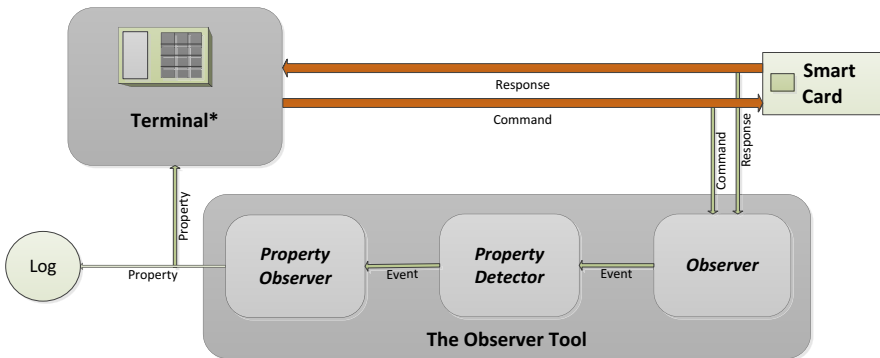 Response
Smart
Card
Terminal*
Command
Command
Response
Property
Property
Observer
Property
Detector
Observer
Log
Property
Event
Event
The Observer Tool